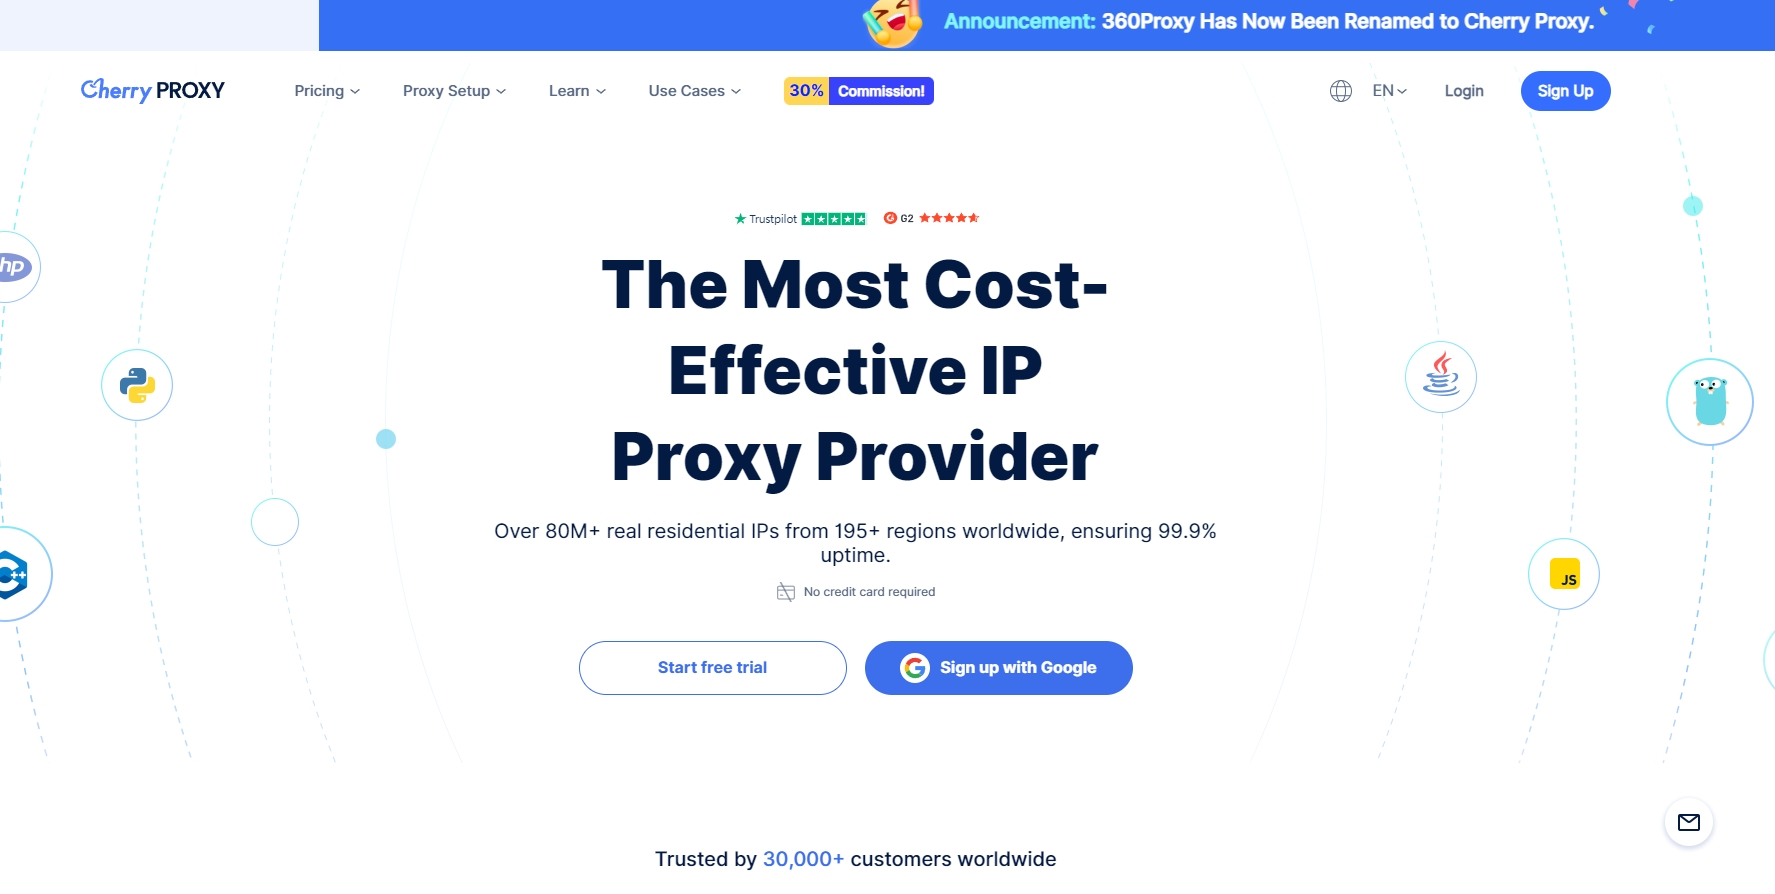 Announcement: 360Proxy Has Now Been Renamed to Cherry Proxy.
Cherry PROXY Pricing Proxy Setup Learn Use Cases 30% Commission! EN Login Sign Up
Trustpilot G2
The Most Cost-
Effective IP
Proxy Provider
Over 80M+ real residential IPs from 195+ regions worldwide, ensuring 99.9%
uptime.
No credit card required
Start free trial Sign up with Google
Trusted by 30,000+ customers worldwide
hp
C++
JS